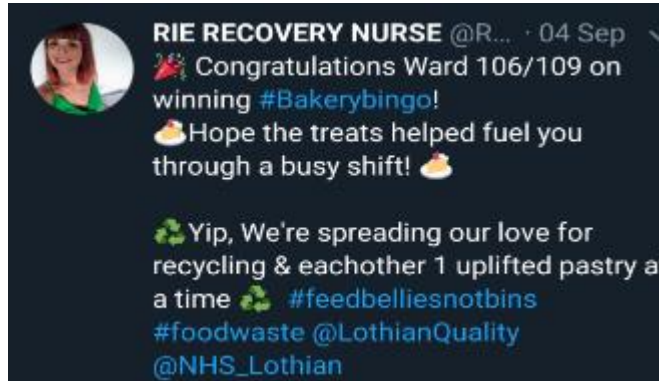 RIE RECOVERY NURSE @R... · 04 Sep
🎉 Congratulations Ward 106/109 on
winning #Bakerybingo!
🍰Hope the treats helped fuel you
through a busy shift! 🍰
♻️Yip, We're spreading our love for
recycling & eachother 1 uplifted pastry a
a time ♻️ #feedbelliesnotbins
#foodwaste @LothianQuality
@NHS_Lothian